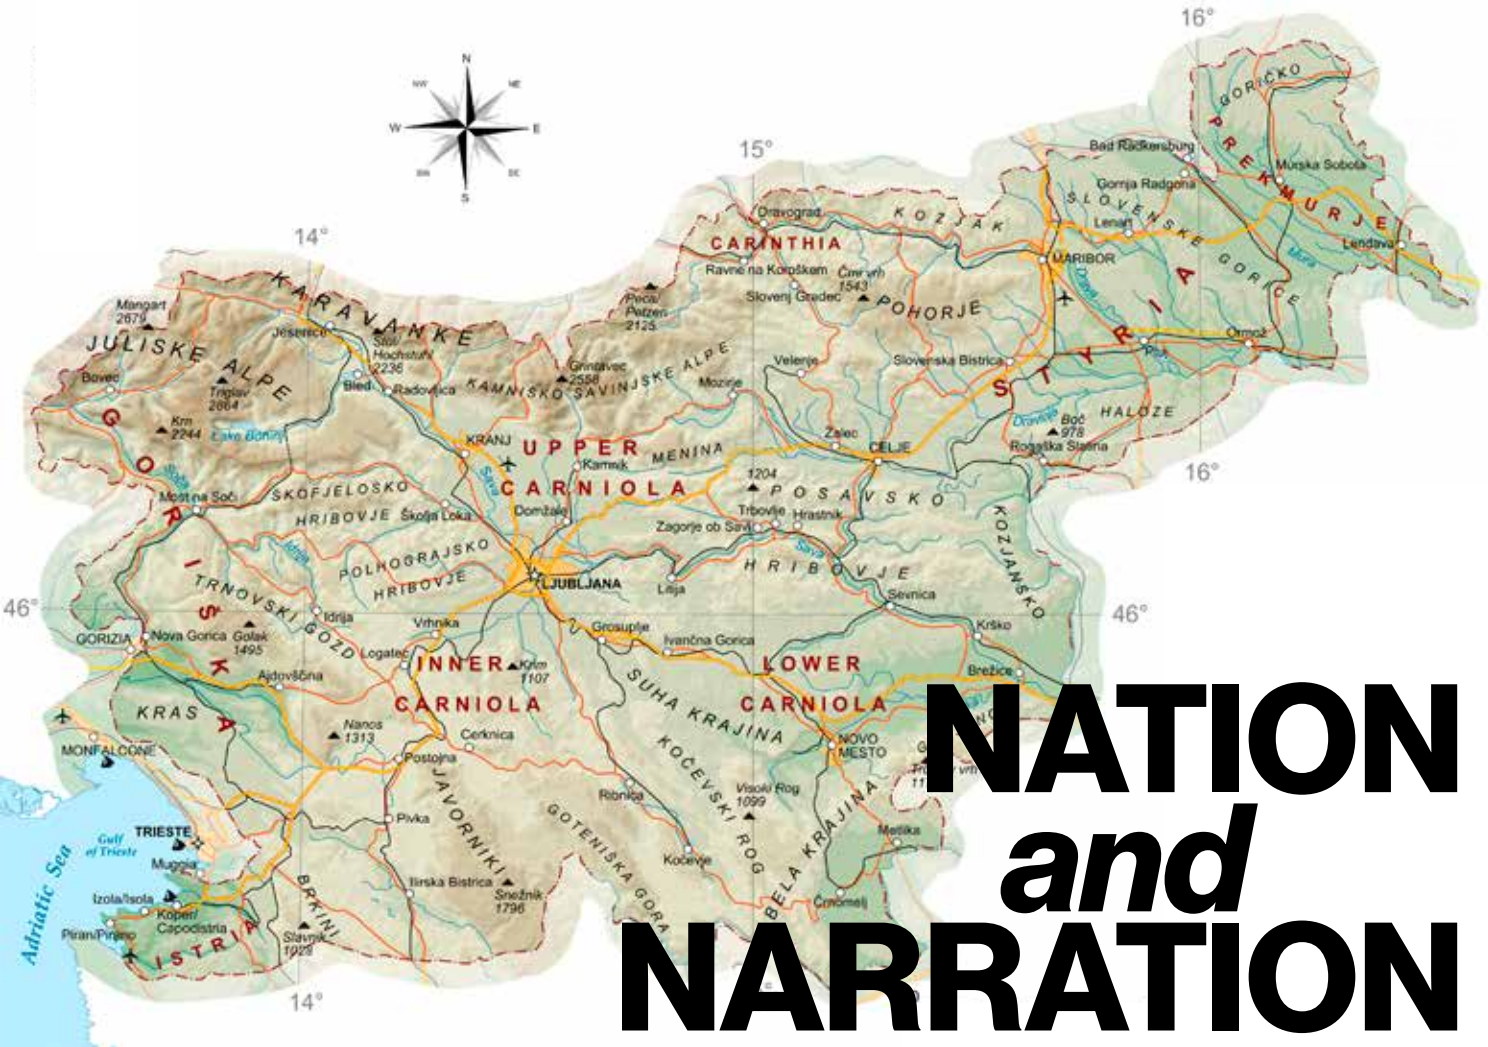 16°
N
NW
NE
W
E
S
15°
14°
GORIČKO
PREKMURJE
Bad Radkersburg
Murska Sobota
Gornja Radgona
SLOVENSKE GORICE
Lenart
Lendava
Mura
Dravograd
KOZJAK
CARINTHIA
MARIBOR
Ravne na Koroškem
Črni vrh
1543
Slovenj Gradec
POHORJE
Drava
KARAVANKE
Peca/
Petzen
2125
Mangart
2679
Jesenice
Stol/
Hochstuhl
2236
JULISKE ALPE
Bovec
Triglav
2864
Bled
Radovljica
Grintavec
2558
KAMNIŠKO SAVINJSKE ALPE
Mozirje
Velenje
Slovenska Bistrica
Ptuj
Ormož
STYRIA
HALOZE
Dravinja
Boč
978
Rogaška Slatina
Krn
2244
Lake Bohinj
GORIŠKA
Soča
KRANJ
UPPER
CARNIOLA
Kamnik
MENINA
Žalec
CELJE
16°
Sava
Most na Soči
ŠKOFJELOSKO
HRIBOVJE
Škofja Loka
Domžale
1204
POSAVSKO
Trbovlje
Hrastnik
Zagorje ob Savi
KOZJANSKO
Idrija
POLHOGRAJSKO
HRIBOVJE
LJUBLJANA
Litija
Sava
HRIBOVJE
Sevnica
46°
46°
TRNOVSKI GOZD
Idrija
Vrhnika
Grosuplje
Ivančna Gorica
Krško
GORIZIA
Nova Gorica
Golak
1495
Logatec
INNER
CARNIOLA
Krim
1107
LOWER
CARNIOLA
Brežice
Ajdovščina
SUHA KRAJINA
KRAS
Nanos
1313
Cerknica
NOVO
MESTO
MONFALCONE
Postojna
KOČEVSKI ROG
JAVORNIKI
Ribnica
Visoki Rog
1099
GOTENIŠKA GORA
BELA KRAJINA
Pivka
TRIESTE
Gulf
of Trieste
Muggia
Metlika
Kočevje
Adriatic Sea
Izola/Isola
Koper/
Capodistria
BRKINI
Ilirska Bistrica
Snežnik
1796
Črnomelj
Piran/Pirano
ISTRIA
Slavnik
1028
14°
NATION
and
NARRATION